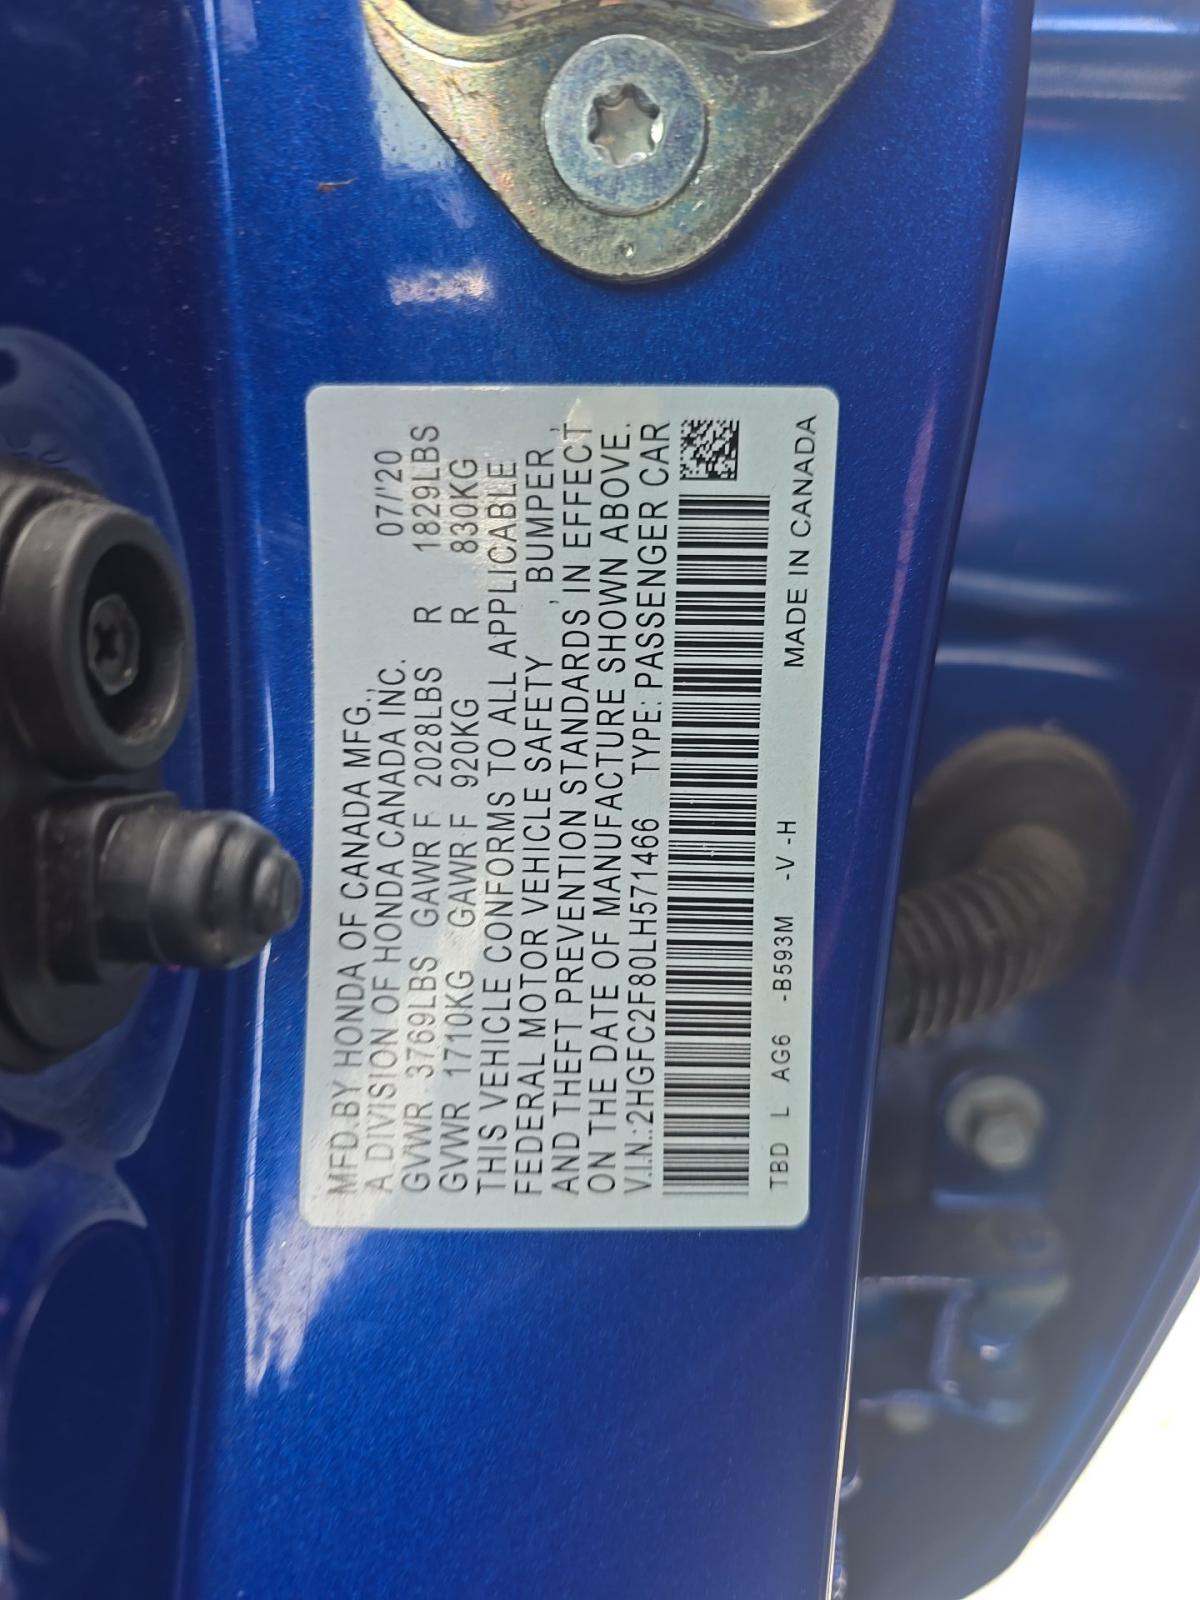 MFD.BY HONDA OF CANADA MFG.,
A DIVISION OF HONDA CANADA INC. 07/'20
GVWR 3769LBS GAWR F 2028LBS R 1829LBS
GVWR 1710KG GAWR F 920KG R 830KG
THIS VEHICLE CONFORMS TO ALL APPLICABLE
FEDERAL MOTOR VEHICLE SAFETY, BUMPER,
AND THEFT PREVENTION STANDARDS IN EFFECT
ON THE DATE OF MANUFACTURE SHOWN ABOVE.
V.I.N.:2HGFC2F80LH571466 TYPE: PASSENGER CAR
TBD L AG6 -B593M -V -H MADE IN CANADA